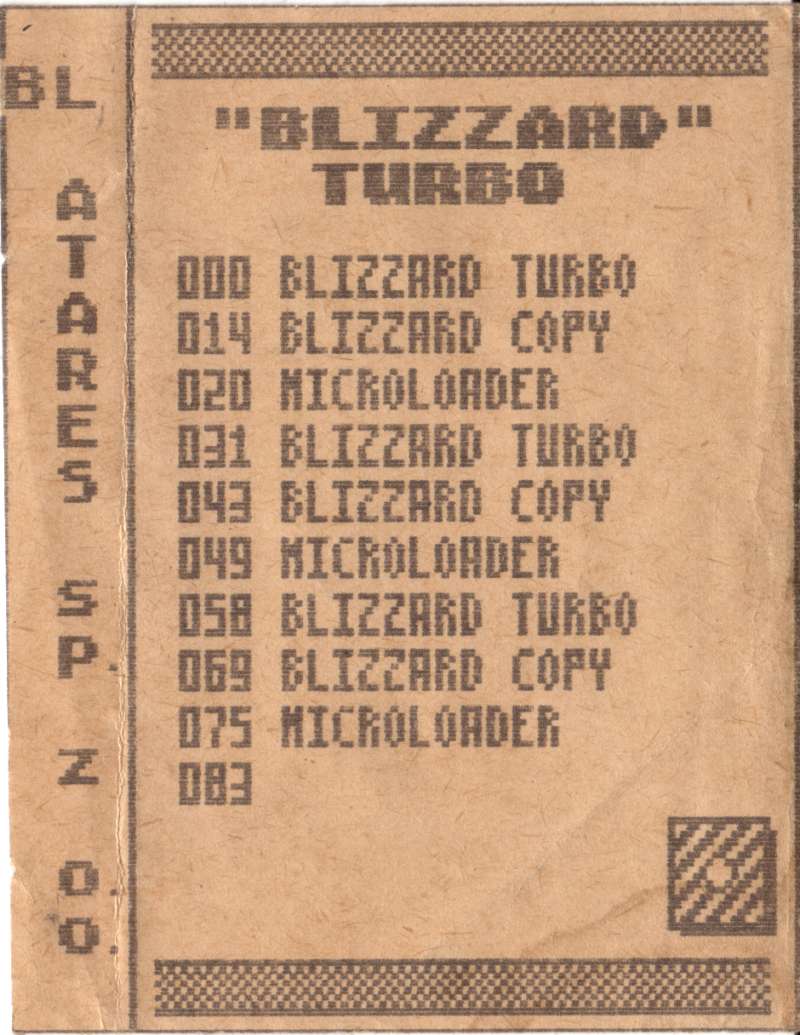 BL ATARES SP. Z O.O.
"BLIZZARD"
TURBO
000 BLIZZARD TURBO
014 BLIZZARD COPY
020 MICROLOADER
031 BLIZZARD TURBO
043 BLIZZARD COPY
049 MICROLOADER
058 BLIZZARD TURBO
069 BLIZZARD COPY
075 MICROLOADER
083